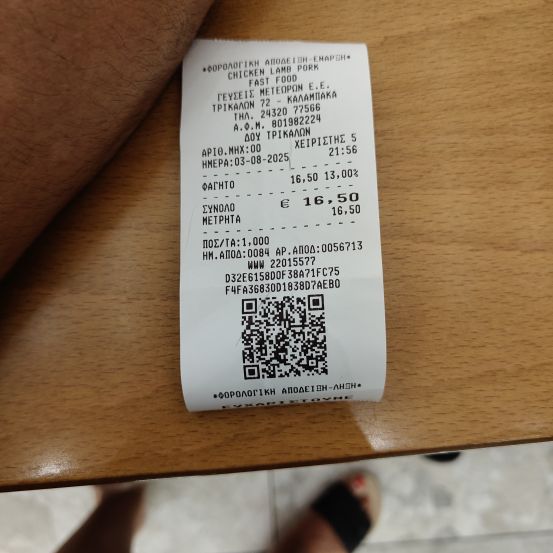 *ΦΟΡΟΛΟΓΙΚΗ ΑΠΟΔΕΙΞΗ-ΕΝΑΡΞΗ*
CHICKEN LAMB PORK
FAST FOOD
ΓΕΥΣΕΙΣ ΜΕΤΕΩΡΩΝ Ε.Ε.
ΤΡΙΚΑΛΩΝ 72 - ΚΑΛΑΜΠΑΚΑ
ΤΗΛ. 24320 77566
Α.Φ.Μ. 801982224
ΔΟΥ ΤΡΙΚΑΛΩΝ
ΑΡΙΘ.ΜΗΧ:00 ΧΕΙΡΙΣΤΗΣ 5
ΗΜΕΡΑ:03-08-2025 21:56
ΦΑΓΗΤΟ 16,50 13,00%
ΣΥΝΟΛΟ € 16,50
ΜΕΤΡΗΤΑ 16,50
ΠΟΣ/ΤΑ:1,000
ΗΜ.ΑΠΟΔ:0084 ΑΡ.ΑΠΟΔ:0056713
WWW 22015577
D32E6158D0F38A71FC75
F4FA3683DD1838D7AEB0
*ΦΟΡΟΛΟΓΙΚΗ ΑΠΟΔΕΙΞΗ-ΛΗΞΗ*
ΕΥΧΑΡΙΣΤΟΥΜΕ